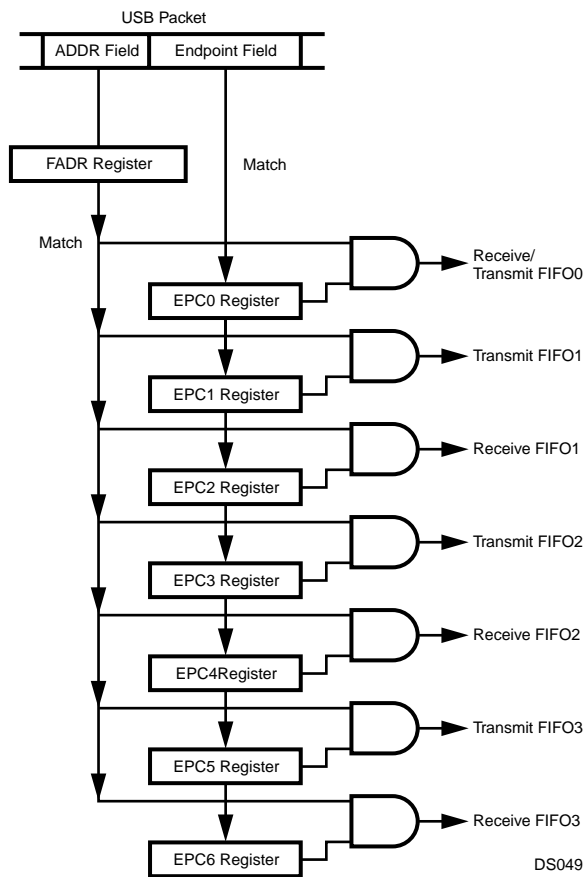 USB Packet
ADDR Field
Endpoint Field
FADR Register
Match
Match
Receive/
Transmit FIFO0
EPC0 Register
Transmit FIFO1
EPC1 Register
Receive FIFO1
EPC2 Register
Transmit FIFO2
EPC3 Register
Receive FIFO2
EPC4Register
Transmit FIFO3
EPC5 Register
Receive FIFO3
EPC6 Register
DS049